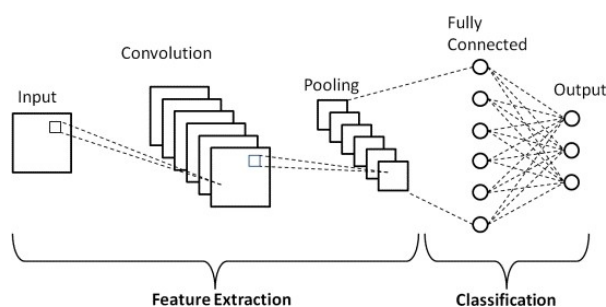 Input
Convolution
Pooling
Fully
Connected
Output
Feature Extraction
Classification